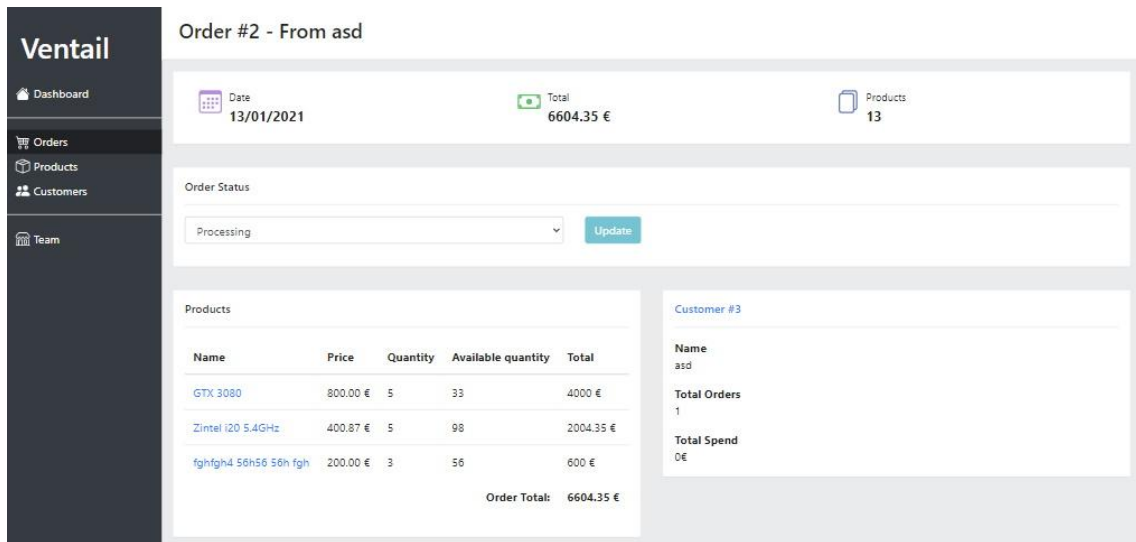 Ventail
Dashboard
Orders
Products
Customers
Team
Order #2 - From asd
Date
13/01/2021
Total
6604.35 €
Products
13
Order Status
Processing
Update
Products
Name Price Quantity Available quantity Total
GTX 3080 800.00 € 5 33 4000 €
Zintel i20 5.4GHz 400.87 € 5 98 2004.35 €
fghfgh4 56h56 56h fgh 200.00 € 3 56 600 €
Order Total: 6604.35 €
Customer #3
Name
asd
Total Orders
1
Total Spend
0€